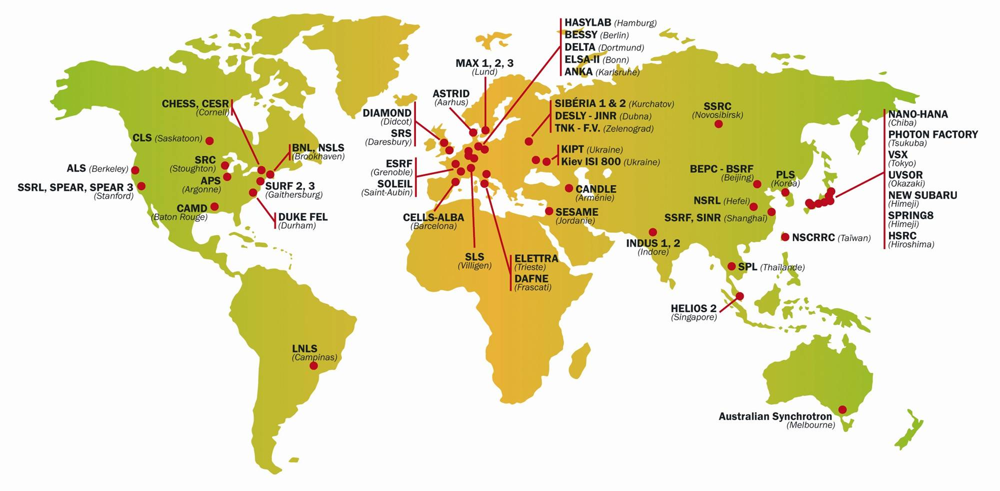 HASYLAB (Hamburg)
BESSY (Berlin)
DELTA (Dortmund)
ELSA-II (Bonn)
ANKA (Karlsruhe)
MAX 1, 2, 3
(Lund)
ASTRID
(Aarhus)
DIAMOND
(Didcot)
SRS
(Daresbury)
ESRF
(Grenoble)
SOLEIL
(Saint-Aubin)
CHESS, CESR
(Cornell)
CLS (Saskatoon)
BNL, NSLS
(Brookhaven)
SRC
(Stoughton)
ALS (Berkeley)
APS
(Argonne)
SSRL, SPEAR, SPEAR 3
(Stanford)
SURF 2, 3
(Gaithersburg)
CAMD
(Baton Rouge)
DUKE FEL
(Durham)
SIBÉRIA 1 & 2 (Kurchatov)
DESLY - JINR (Dubna)
TNK - F.V. (Zelenograd)
KIPT (Ukraine)
Kiev ISI 800 (Ukraine)
SSRC
(Novosibirsk)
NANO-HANA
(Chiba)
PHOTON FACTORY
(Tsukuba)
VSX
(Tokyo)
UVSOR
(Okazaki)
NEW SUBARU
(Himeji)
SPRING8
(Himeji)
HSRC
(Hiroshima)
BEPC - BSRF
(Beijing)
PLS
(Koréa)
CANDLE
(Arménie)
NSRL (Hefei)
SESAME
(Jordanie)
SSRF, SINR (Shanghaï)
CELLS-ALBA
(Barcelona)
NSCRRC (Taïwan)
INDUS 1, 2
(Indore)
SLS
(Villigen)
ELETTRA
(Trieste)
DAFNE
(Frascati)
SPL (Thaïlande)
HELIOS 2
(Singapore)
LNLS
(Campinas)
Australian Synchrotron
(Melbourne)